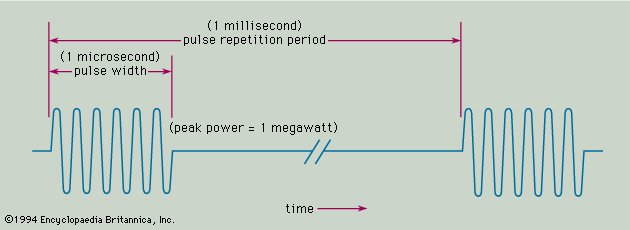 (1 millisecond)
pulse repetition period
(1 microsecond)
pulse width
(peak power = 1 megawatt)
time
©1994 Encyclopaedia Britannica, Inc.